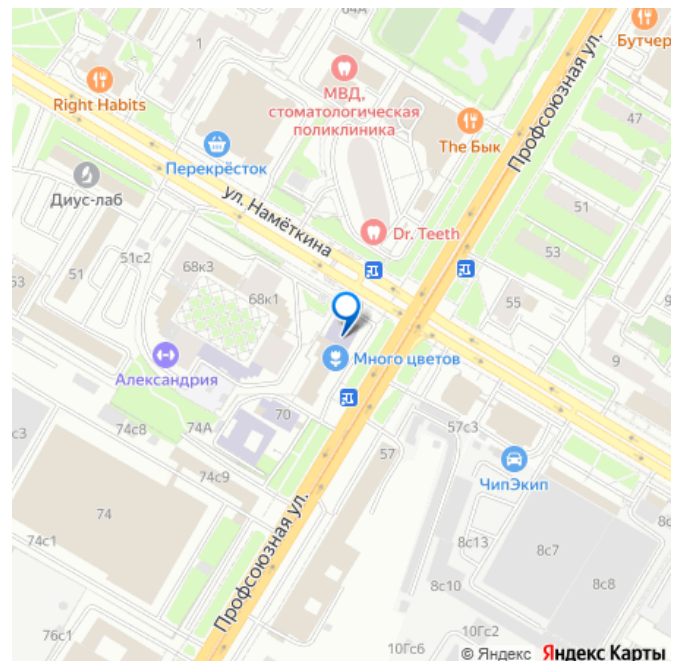 64А
1
Бутчер
Right Habits
МВД,
стоматологическая
поликлиника
Профсоюзная ул.
47
The Бык
Перекрёсток
Диус-лаб
ул. Намёткина
51
Dr. Teeth
53
51с2
51
68к3
53
68к1
55
9
Много цветов
Александрия
70
74А
74с8
с3
57с3
57
74с9
ЧипЭкип
74
74с1
8с13
8с7
Профсоюзная ул.
8с10
8с8
76с1
10Гс2
10Гс6
© Яндекс Яндекс Карты